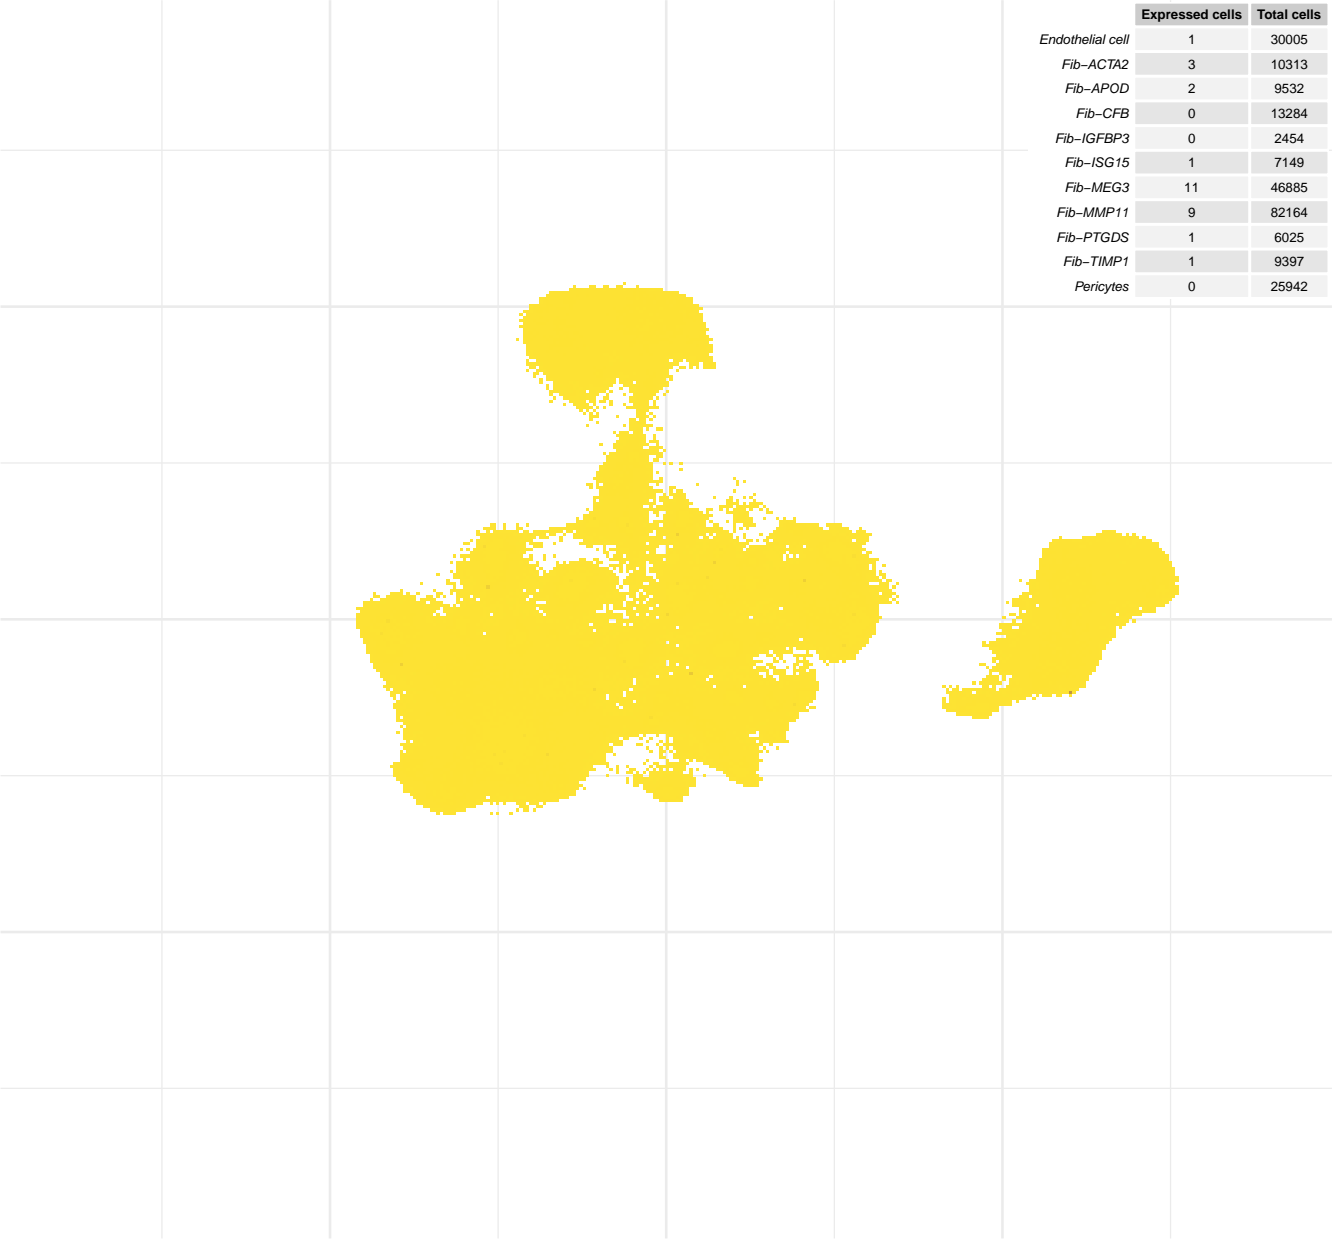 Expressed cells Total cells
Endothelial cell 1 30005
Fib−ACTA2 3 10313
Fib−APOD 2 9532
Fib−CFB 0 13284
Fib−IGFBP3 0 2454
Fib−ISG15 1 7149
Fib−MEG3 11 46885
Fib−MMP11 9 82164
Fib−PTGDS 1 6025
Fib−TIMP1 1 9397
Pericytes 0 25942